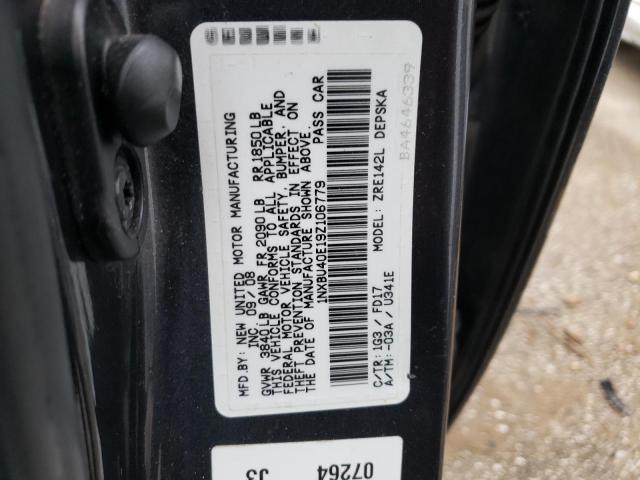 MFD.BY: NEW UNITED MOTOR MANUFACTURING
INC. 09/08
GVWR 3840LB GAWR FR 2090LB RR1850LB
THIS VEHICLE CONFORMS TO ALL APPLICABLE
FEDERAL MOTOR VEHICLE SAFETY, BUMPER, AND
THEFT PREVENTION STANDARDS IN EFFECT ON
THE DATE OF MANUFACTURE SHOWN ABOVE.
1NXBU40E19Z106779 PASS CAR
C/TR: 1G3 / FD17 MODEL: ZRE142L DEPSKA
A/TM: -03A / U341E
BA4646339
07264 J3